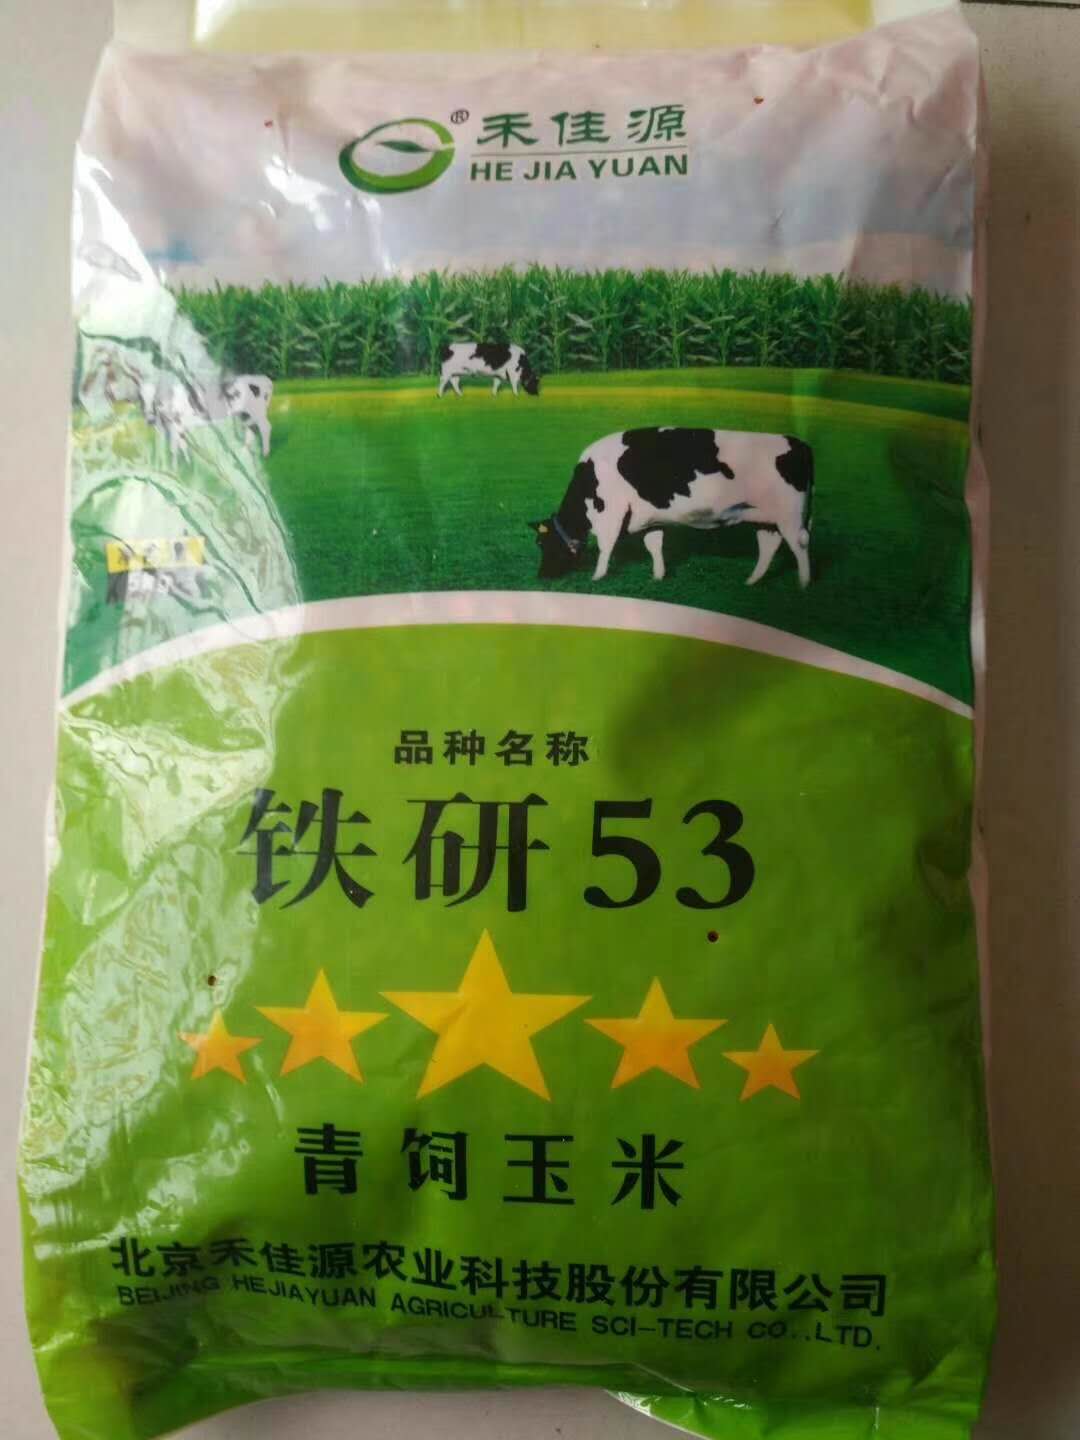 ® 禾佳源
HE JIA YUAN
品种名称
铁研53
青饲玉米
北京禾佳源农业科技股份有限公司
BEIJING HEJIAYUAN AGRICULTURE SCI-TECH CO.,LTD.